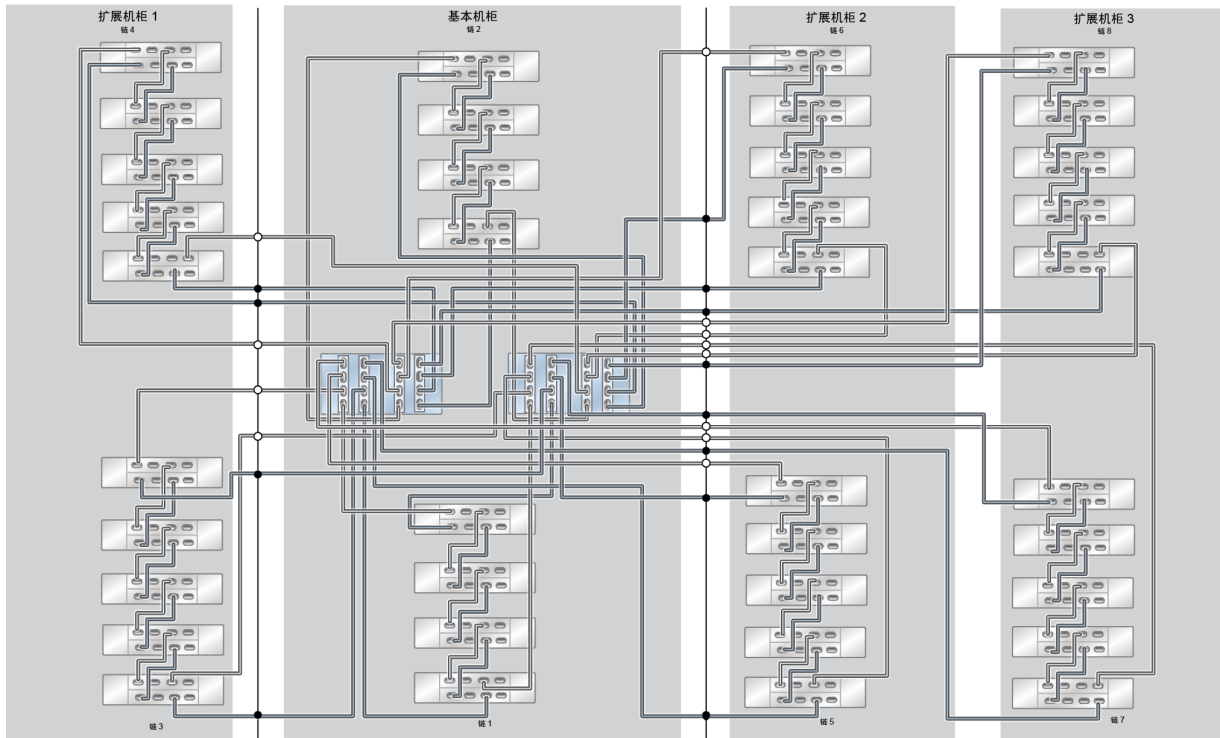 扩展机柜 1
链 4
基本机柜
链 2
扩展机柜 2
链 6
扩展机柜 3
链 8
链 3
链 1
链 5
链 7